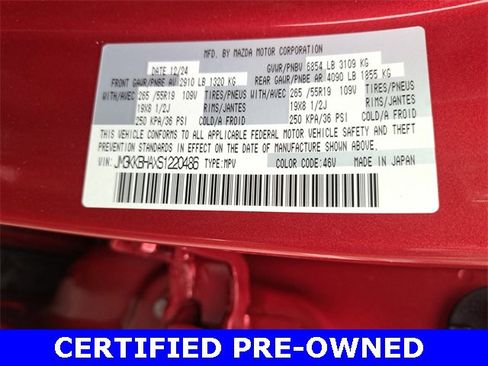 MFD. BY MAZDA MOTOR CORPORATION
DATE 12/24 GVWR/PNBV 6854 LB 3109 KG
FRONT GAWR/PNBE AV 2910 LB 1320 KG REAR GAWR/PNBE AR 4090 LB 1855 KG
WITH/AVEC 265 /55R19 109V TIRES/PNEUS WITH/AVEC 265 /55R19 109V TIRES/PNEUS
19X8 1/2J RIMS/JANTES 19X8 1/2J RIMS/JANTES
250 KPA/36 PSI COLD/A FROID 250 KPA/36 PSI COLD/A FROID
THIS VEHICLE CONFORMS TO ALL APPLICABLE FEDERAL MOTOR VEHICLE SAFETY AND THEFT
PREVENTION STANDARDS IN EFFECT ON THE DATE OF MANUFACTURE SHOWN ABOVE.
VIN: TYPE: MPV COLOR CODE: 46V MADE IN JAPAN
CERTIFIED PRE-OWNED